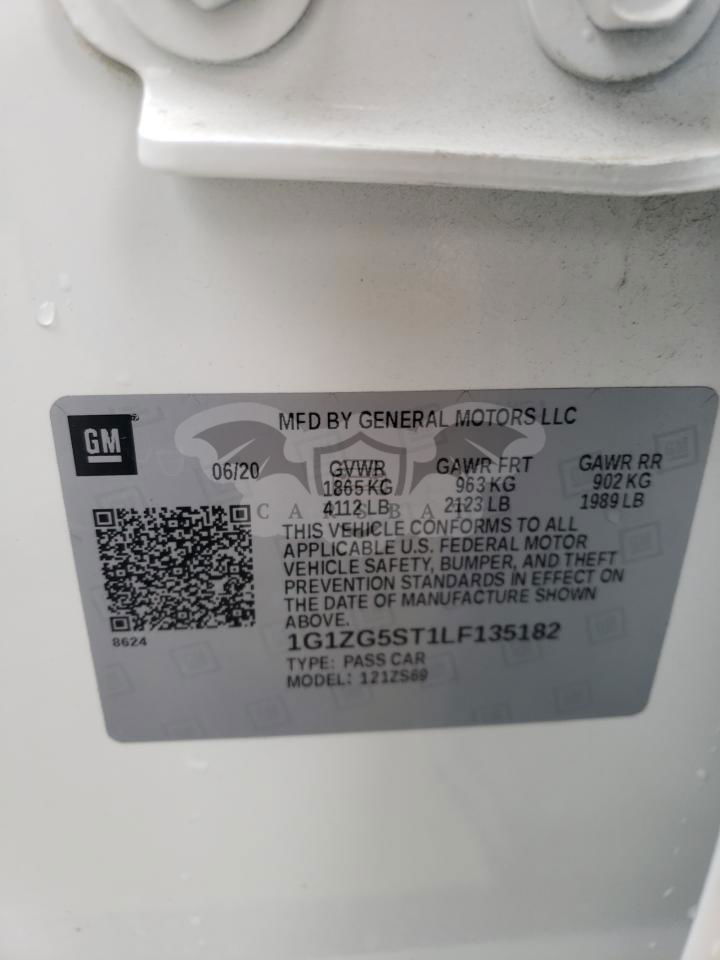 GM
MFD BY GENERAL MOTORS LLC
06/20 GVWR GAWR FRT GAWR RR
1865 KG 963 KG 902 KG
4112 LB 2123 LB 1989 LB
THIS VEHICLE CONFORMS TO ALL
APPLICABLE U.S. FEDERAL MOTOR
VEHICLE SAFETY, BUMPER, AND THEFT
PREVENTION STANDARDS IN EFFECT ON
THE DATE OF MANUFACTURE SHOWN
ABOVE.
8624
1G1ZG5ST1LF135182
TYPE: PASS CAR
MODEL: 121ZS69